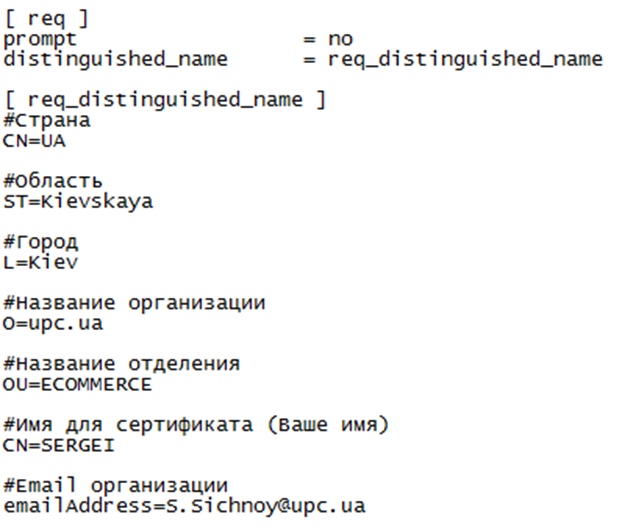 [ req ]
prompt = no
distinguished_name = req_distinguished_name
[ req_distinguished_name ]
#Страна
CN=UA
#Область
ST=Kievskaya
#Город
L=Kiev
#Название организации
O=upc.ua
#Название отделения
OU=ECOMMERCE
#Имя для сертификата (Ваше имя)
CN=SERGEI
#Email организации
emailAddress=S.Sichnoy@upc.ua